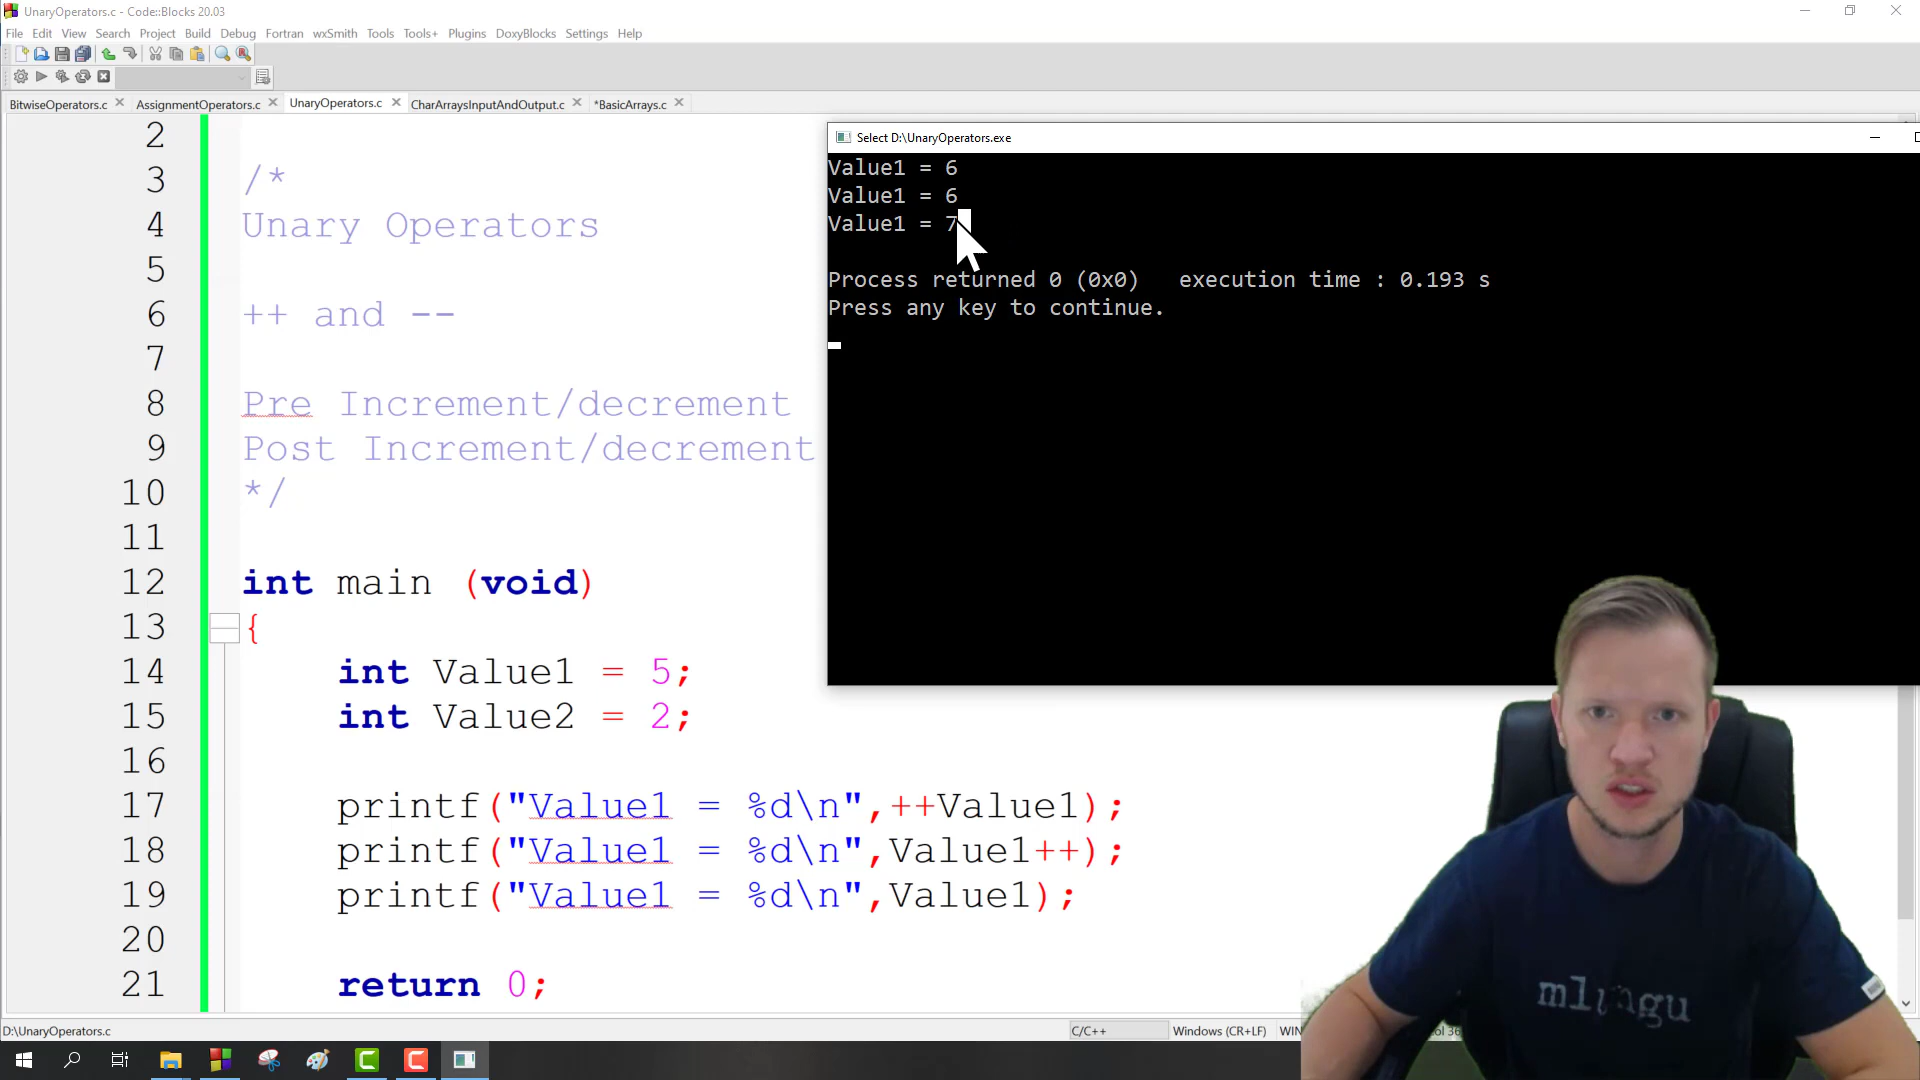 UnaryOperators.c - Code::Blocks 20.03
File Edit View Search Project Build Debug Fortran wxSmith Tools Tools+ Plugins DoxyBlocks Settings Help
BitwiseOperators.c AssignmentOperators.c UnaryOperators.c CharArraysInputAndOutput.c *BasicArrays.c
2
3 /*
4 Unary Operators
5
6 ++ and --
7
8 Pre Increment/decrement
9 Post Increment/decrement
10 */
11
12 int main (void)
13 {
14 int Value1 = 5;
15 int Value2 = 2;
16
17 printf("Value1 = %d\n",++Value1);
18 printf("Value1 = %d\n",Value1++);
19 printf("Value1 = %d\n",Value1);
20
21 return 0;
Select D:\UnaryOperators.exe
Value1 = 6
Value1 = 6
Value1 = 7
Process returned 0 (0x0) execution time : 0.193 s
Press any key to continue.
mlungu
D:\UnaryOperators.c C/C++ Windows (CR+LF)